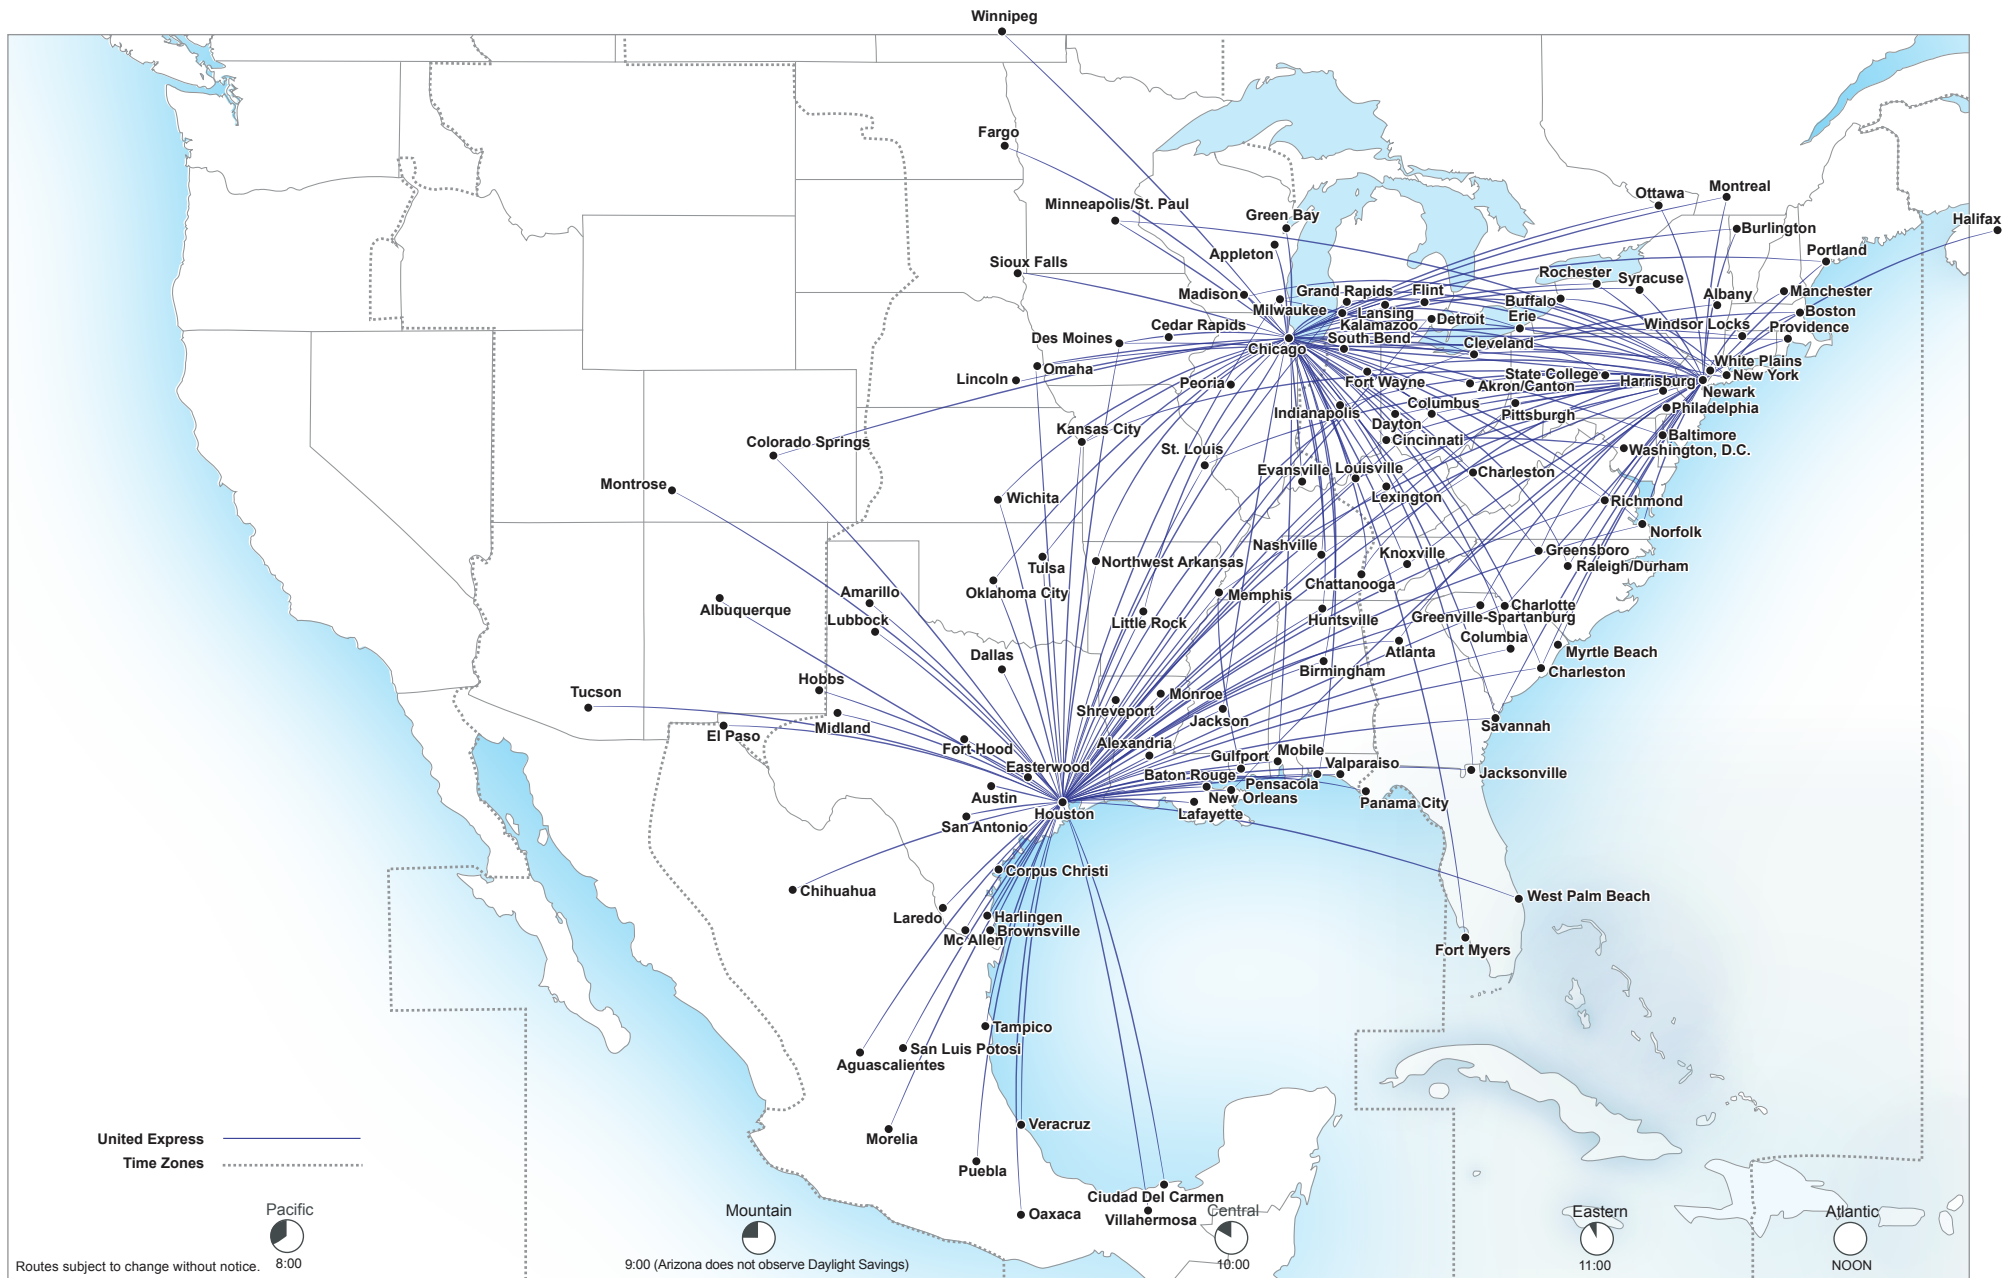 Winnipeg
Fargo
Minneapolis/St. Paul
Green Bay
Appleton
Sioux Falls
Ottawa
Montreal
Halifax
Burlington
Portland
Rochester
Syracuse
Madison
Grand Rapids
Flint
Buffalo
Albany
Manchester
Milwaukee
Lansing
Boston
Erie
Kalamazoo
Detroit
Windsor Locks
Providence
Cedar Rapids
Des Moines
South Bend
Chicago
Cleveland
White Plains
New York
Omaha
Lincoln
Peoria
Fort Wayne
State College
Akron/Canton
Harrisburg
Newark
Philadelphia
Indianapolis
Columbus
Pittsburgh
Dayton
Kansas City
Cincinnati
Baltimore
Washington, D.C.
Colorado Springs
St. Louis
Evansville
Louisville
Charleston
Montrose
Wichita
Lexington
Richmond
Norfolk
Nashville
Knoxville
Greensboro
Raleigh/Durham
Tulsa
Northwest Arkansas
Chattanooga
Oklahoma City
Amarillo
Memphis
Albuquerque
Lubbock
Little Rock
Huntsville
Charlotte
Greenville-Spartanburg
Columbia
Dallas
Atlanta
Myrtle Beach
Birmingham
Charleston
Hobbs
Tucson
Monroe
Shreveport
Jackson
Savannah
Midland
El Paso
Fort Hood
Alexandria
Gulfport
Mobile
Valparaiso
Easterwood
Baton Rouge
Pensacola
Jacksonville
Austin
New Orleans
Panama City
Houston
Lafayette
San Antonio
Corpus Christi
Chihuahua
West Palm Beach
Laredo
Harlingen
Mc Allen
Brownsville
Fort Myers
Tampico
San Luis Potosi
Aguascalientes
Veracruz
Morelia
Puebla
Ciudad Del Carmen
Oaxaca
Villahermosa
United Express
Time Zones
Pacific
Mountain
Central
Eastern
Atlantic
Routes subject to change without notice.
8:00
9:00 (Arizona does not observe Daylight Savings)
10:00
11:00
NOON